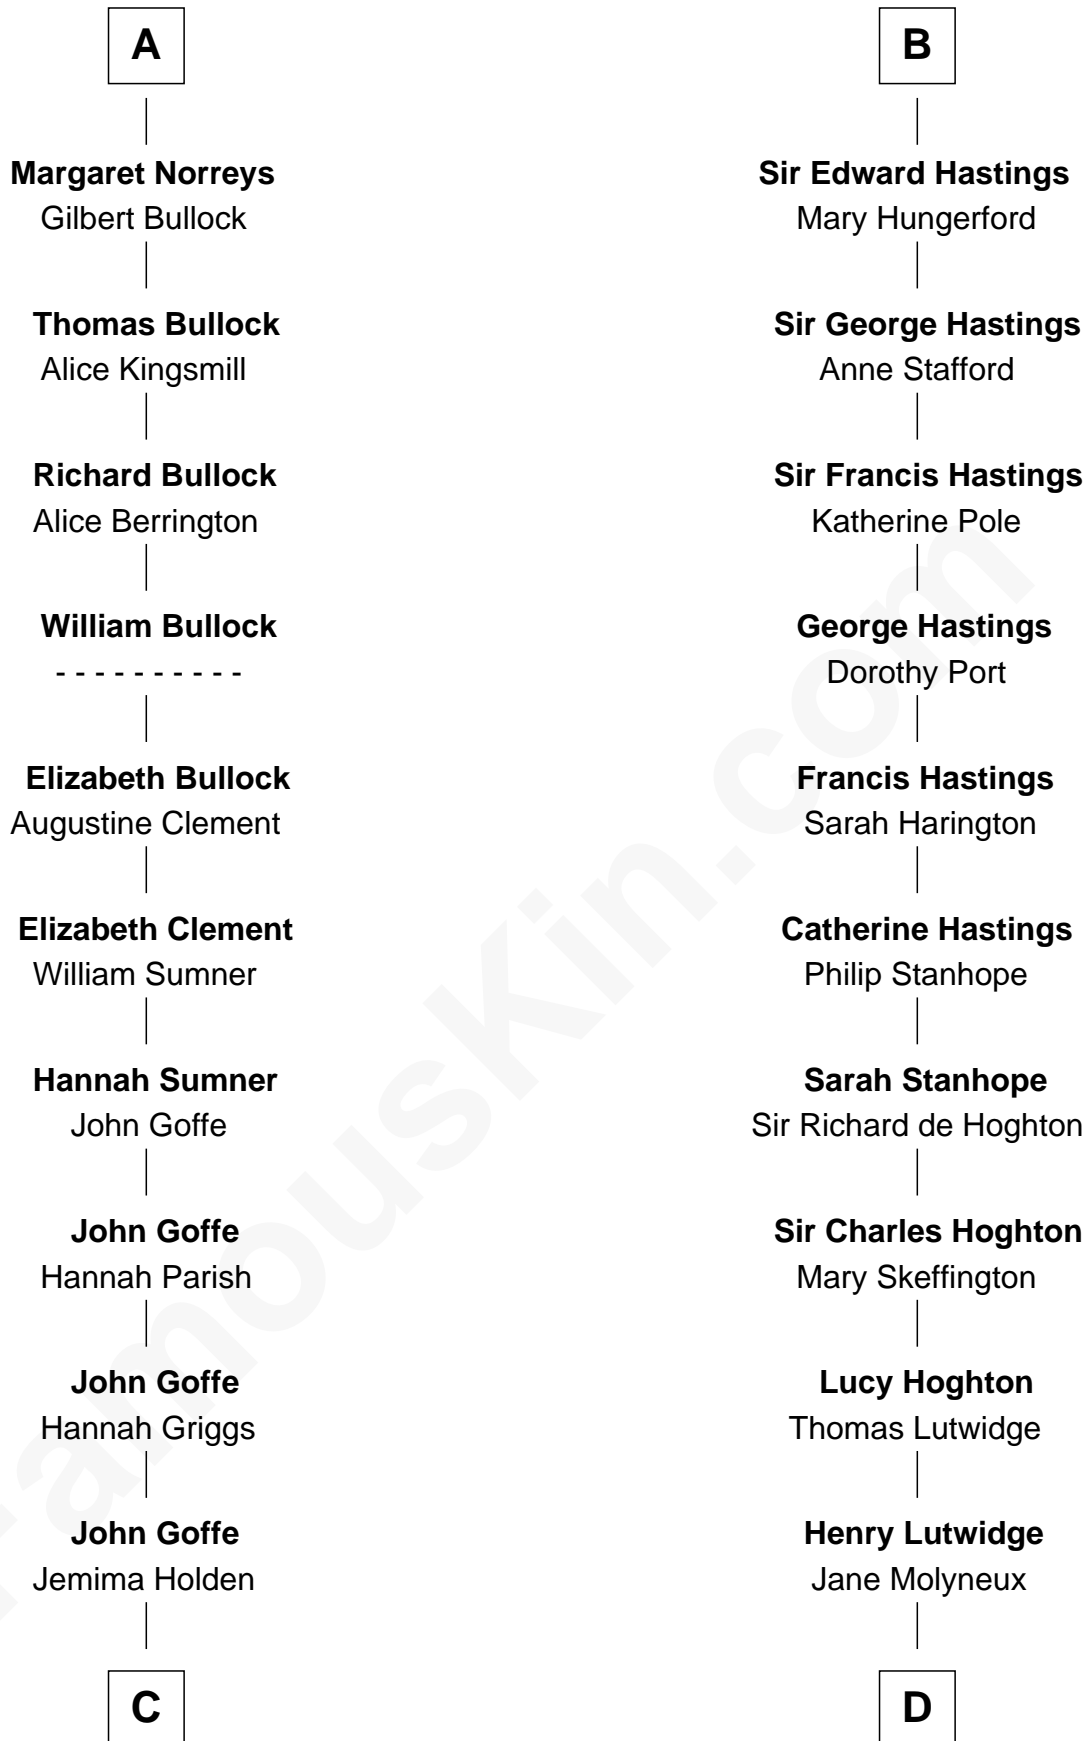 A
Margaret Norreys
Gilbert Bullock
Thomas Bullock
Alice Kingsmill
Richard Bullock
Alice Berrington
William Bullock
- - - - - - - - - -
Elizabeth Bullock
Augustine Clement
Elizabeth Clement
William Sumner
Hannah Sumner
John Goffe
John Goffe
Hannah Parish
John Goffe
Hannah Griggs
John Goffe
Jemima Holden
C
B
Sir Edward Hastings
Mary Hungerford
Sir George Hastings
Anne Stafford
Sir Francis Hastings
Katherine Pole
George Hastings
Dorothy Port
Francis Hastings
Sarah Harington
Catherine Hastings
Philip Stanhope
Sarah Stanhope
Sir Richard de Hoghton
Sir Charles Hoghton
Mary Skeffington
Lucy Hoghton
Thomas Lutwidge
Henry Lutwidge
Jane Molyneux
D
FamousKin.com